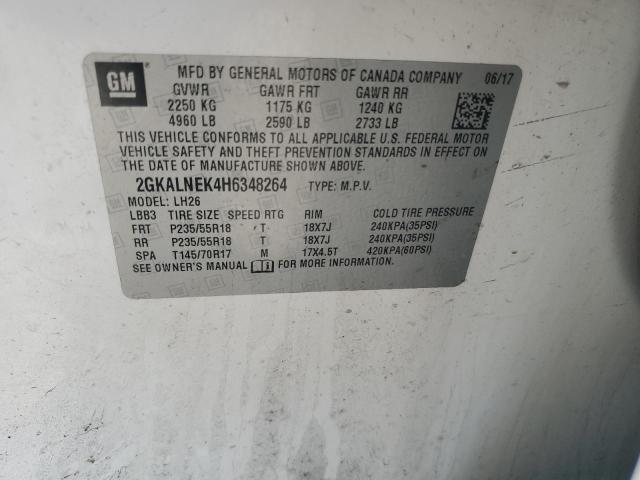 GM
MFD BY GENERAL MOTORS OF CANADA COMPANY 06/17
GVWR GAWR FRT GAWR RR
2250 KG 1175 KG 1240 KG
4960 LB 2590 LB 2733 LB
THIS VEHICLE CONFORMS TO ALL APPLICABLE U.S. FEDERAL MOTOR
VEHICLE SAFETY AND THEFT PREVENTION STANDARDS IN EFFECT ON
THE DATE OF MANUFACTURE SHOWN ABOVE.
2GKALNEK4H6348264 TYPE: M.P.V.
MODEL: LH26
LBB3 TIRE SIZE SPEED RTG RIM COLD TIRE PRESSURE
FRT P235/55R18 T 18X7J 240KPA(35PSI)
RR P235/55R18 T 18X7J 240KPA(35PSI)
SPA T145/70R17 M 17X4.5T 420KPA(60PSI)
SEE OWNER'S MANUAL FOR MORE INFORMATION.